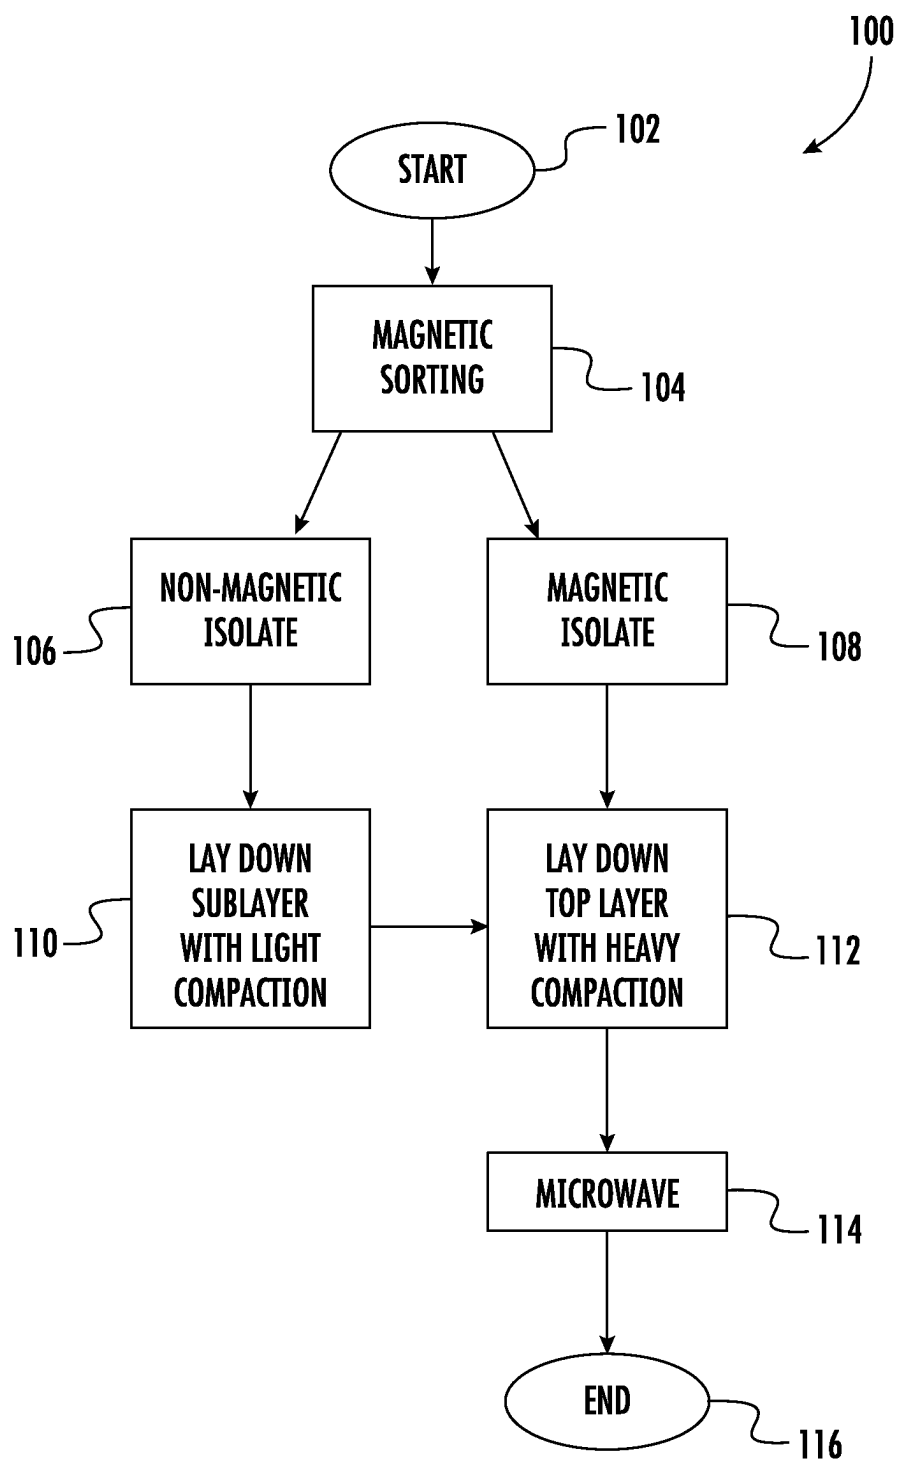 100
START
102
MAGNETIC
SORTING
104
NON-MAGNETIC
ISOLATE
106
MAGNETIC
ISOLATE
108
LAY DOWN
SUBLAYER
WITH LIGHT
COMPACTION
110
LAY DOWN
TOP LAYER
WITH HEAVY
COMPACTION
112
MICROWAVE
114
END
116